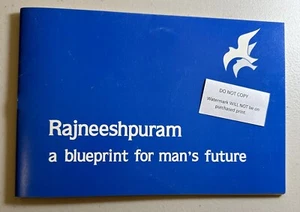 DO NOT COPY
Watermark WILL NOT be on
purchased print.
Rajneeshpuram
a blueprint for man's future